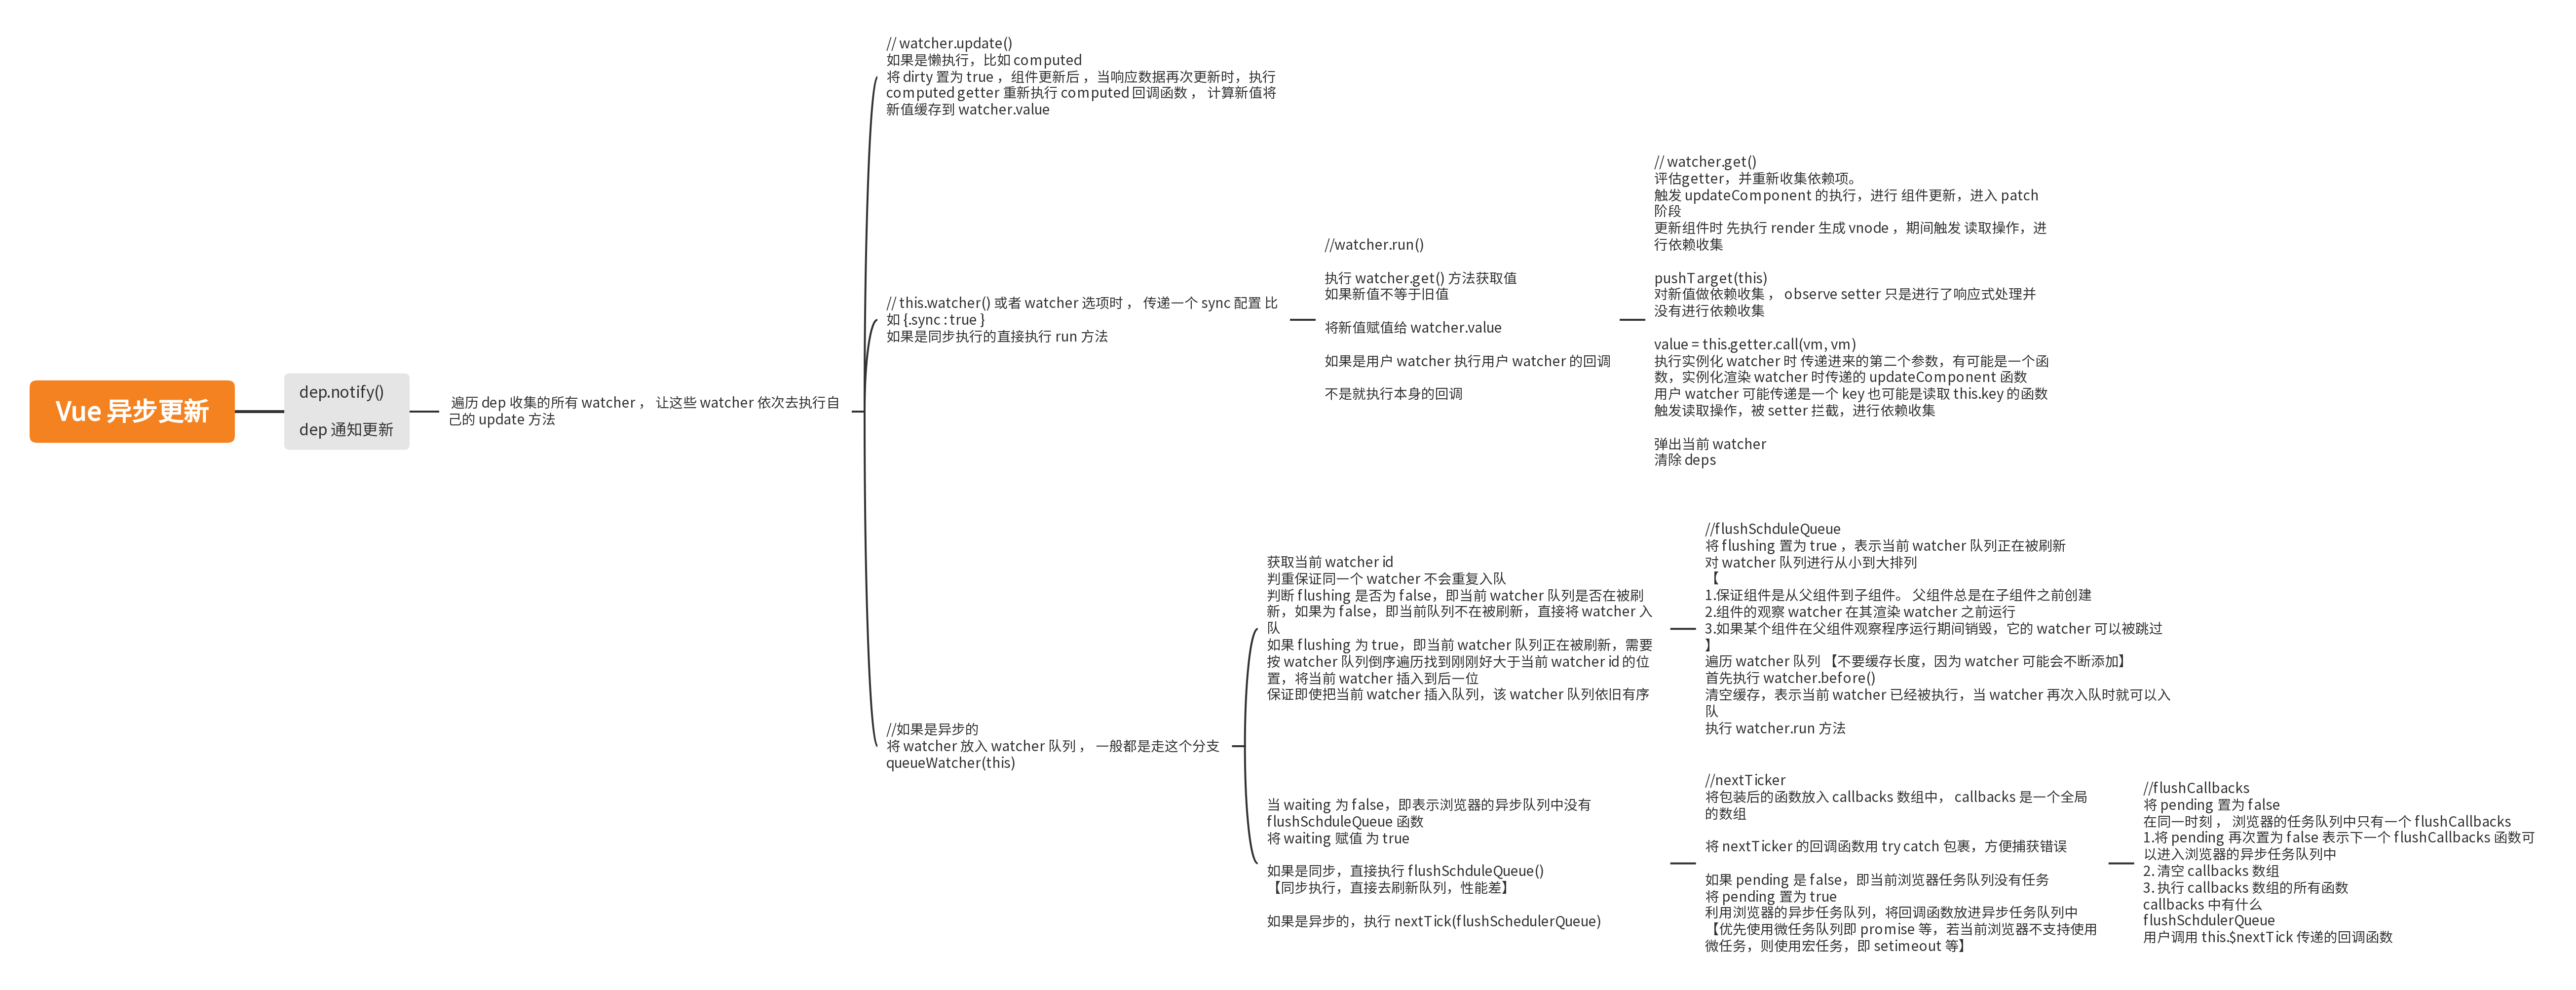 Vue 异步更新
dep.notify()
dep 通知更新
遍历 dep 收集的所有 watcher ， 让这些 watcher 依次去执行自
己的 update 方法
// watcher.update()
如果是懒执行，比如 computed
将 dirty 置为 true ，组件更新后 ，当响应数据再次更新时，执行
computed getter 重新执行 computed 回调函数 ， 计算新值将
新值缓存到 watcher.value
// this.watcher() 或者 watcher 选项时 ， 传递一个 sync 配置 比
如 {.sync : true }
如果是同步执行的直接执行 run 方法
//watcher.run()
执行 watcher.get() 方法获取值
如果新值不等于旧值
将新值赋值给 watcher.value
如果是用户 watcher 执行用户 watcher 的回调
不是就执行本身的回调
// watcher.get()
评估getter，并重新收集依赖项。
触发 updateComponent 的执行，进行 组件更新，进入 patch
阶段
更新组件时 先执行 render 生成 vnode ，期间触发 读取操作，进
行依赖收集
pushTarget(this)
对新值做依赖收集 ， observe setter 只是进行了响应式处理并
没有进行依赖收集
value = this.getter.call(vm, vm)
执行实例化 watcher 时 传递进来的第二个参数，有可能是一个函
数，实例化渲染 watcher 时传递的 updateComponent 函数
用户 watcher 可能传递是一个 key 也可能是读取 this.key 的函数
触发读取操作，被 setter 拦截，进行依赖收集
弹出当前 watcher
清除 deps
//如果是异步的
将 watcher 放入 watcher 队列 ， 一般都是走这个分支
queueWatcher(this)
获取当前 watcher id
判重保证同一个 watcher 不会重复入队
判断 flushing 是否为 false，即当前 watcher 队列是否在被刷
新，如果为 false，即当前队列不在被刷新，直接将 watcher 入
队
如果 flushing 为 true，即当前 watcher 队列正在被刷新，需要
按 watcher 队列倒序遍历找到刚刚好大于当前 watcher id 的位
置，将当前 watcher 插入到后一位
保证即使把当前 watcher 插入队列，该 watcher 队列依旧有序
//flushSchduleQueue
将 flushing 置为 true ，表示当前 watcher 队列正在被刷新
对 watcher 队列进行从小到大排列
【
1.保证组件是从父组件到子组件。 父组件总是在子组件之前创建
2.组件的观察 watcher 在其渲染 watcher 之前运行
3.如果某个组件在父组件观察程序运行期间销毁，它的 watcher 可以被跳过
】
遍历 watcher 队列 【不要缓存长度，因为 watcher 可能会不断添加】
首先执行 watcher.before()
清空缓存，表示当前 watcher 已经被执行，当 watcher 再次入队时就可以入
队
执行 watcher.run 方法
当 waiting 为 false，即表示浏览器的异步队列中没有
flushSchduleQueue 函数
将 waiting 赋值 为 true
如果是同步，直接执行 flushSchduleQueue()
【同步执行，直接去刷新队列，性能差】
如果是异步的，执行 nextTick(flushSchedulerQueue)
//nextTicker
将包装后的函数放入 callbacks 数组中， callbacks 是一个全局
的数组
将 nextTicker 的回调函数用 try catch 包裹，方便捕获错误
如果 pending 是 false，即当前浏览器任务队列没有任务
将 pending 置为 true
利用浏览器的异步任务队列，将回调函数放进异步任务队列中
【优先使用微任务队列即 promise 等，若当前浏览器不支持使用
微任务，则使用宏任务，即 setimeout 等】
//flushCallbacks
将 pending 置为 false
在同一时刻 ， 浏览器的任务队列中只有一个 flushCallbacks
1.将 pending 再次置为 false 表示下一个 flushCallbacks 函数可
以进入浏览器的异步任务队列中
2. 清空 callbacks 数组
3. 执行 callbacks 数组的所有函数
callbacks 中有什么
flushSchdulerQueue
用户调用 this.$nextTick 传递的回调函数